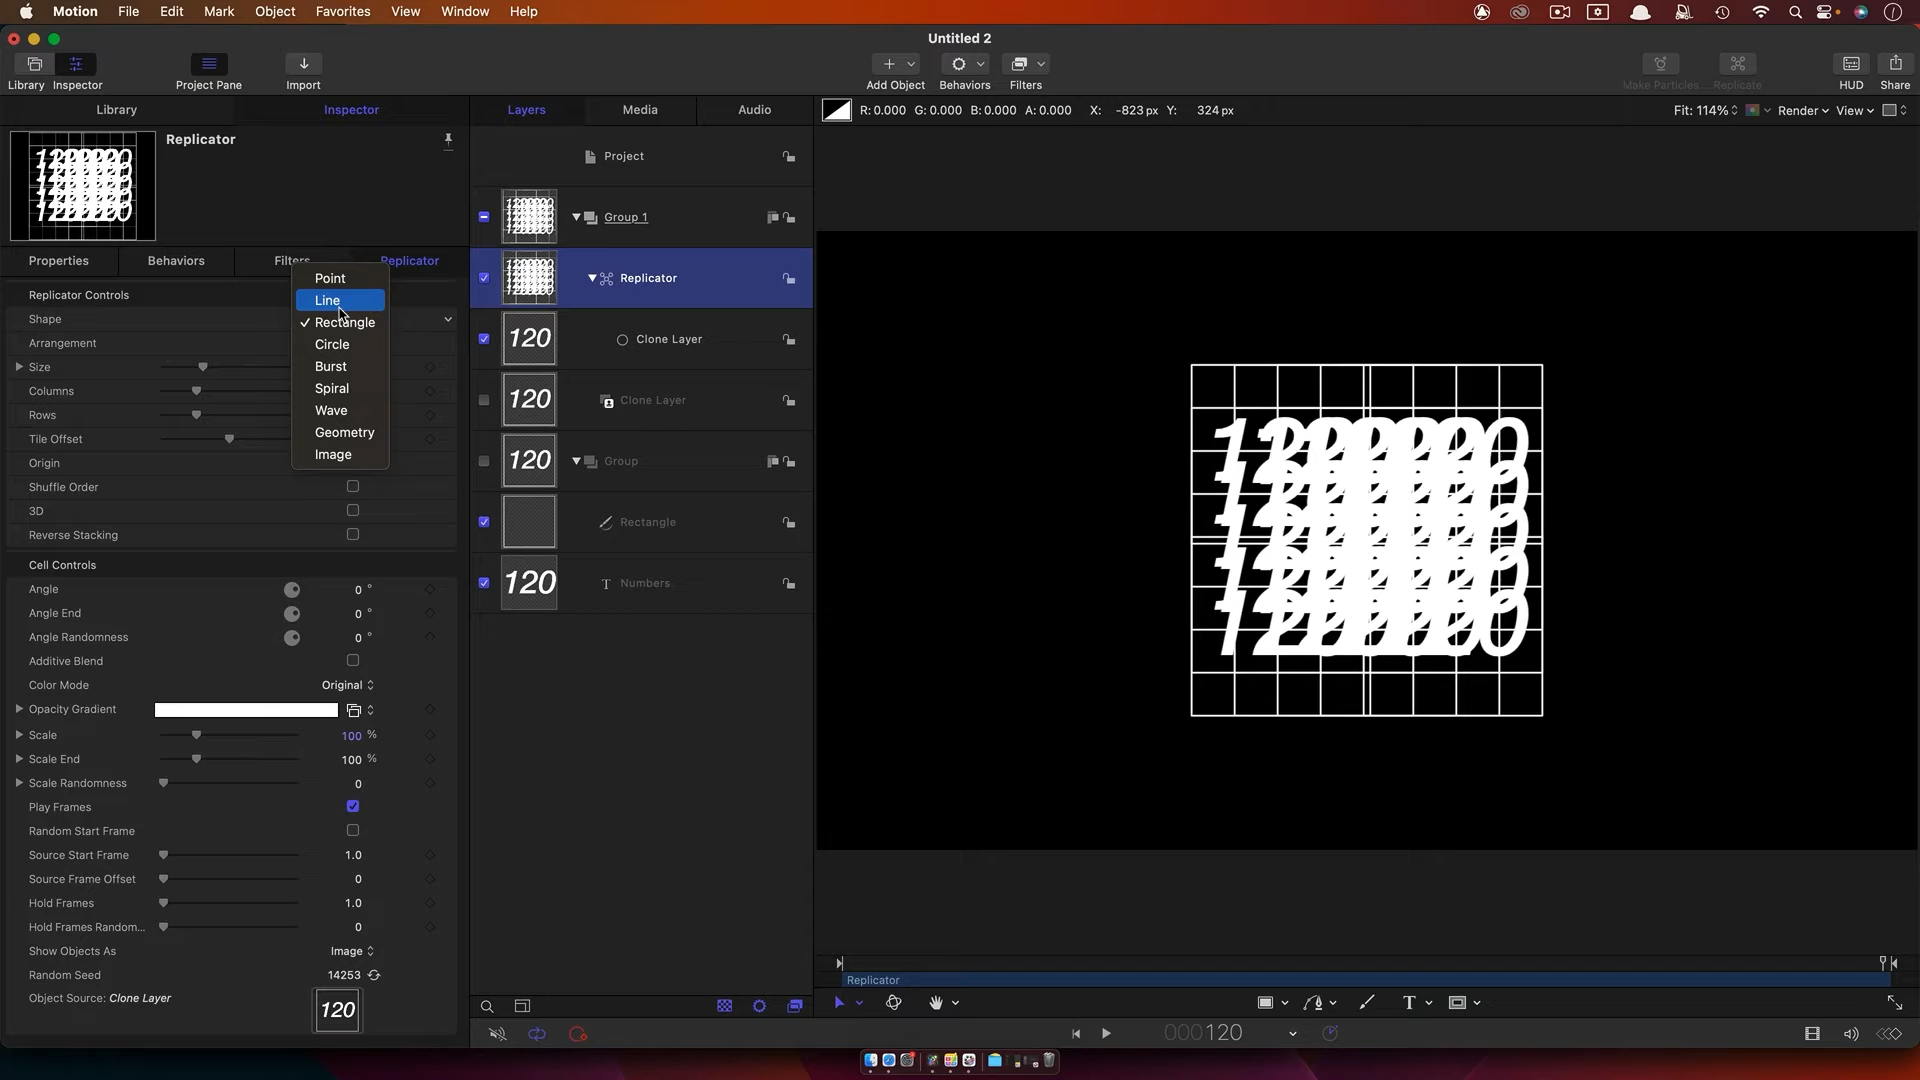 Motion File Edit Mark Object Favorites View Window Help
Untitled 2
Library Inspector Project Pane Import Add Object Behaviors Filters Make Particles... Replicate HUD Share
Library Inspector Layers Media Audio R:0.000 G:0.000 B:0.000 A:0.000 X: -823 px Y: 324 px Fit: 114% Render View
Replicator
Project
Group 1
Properties Behaviors Filters Replicator
Point
Line
Rectangle
Circle
Burst
Spiral
Wave
Geometry
Image
Replicator Controls
Shape
Arrangement
Size
Columns
Rows
Tile Offset
Origin
Shuffle Order
3D
Reverse Stacking
Cell Controls
Angle 0 °
Angle End 0 °
Angle Randomness 0 °
Additive Blend
Color Mode Original
Opacity Gradient
Scale 100 %
Scale End 100 %
Scale Randomness 0
Play Frames
Random Start Frame
Source Start Frame 1.0
Source Frame Offset 0
Hold Frames 1.0
Hold Frames Random... 0
Show Objects As Image
Random Seed 14253
Object Source: Clone Layer
120
Replicator
120 Clone Layer
120 Clone Layer
120 Group
Rectangle
120 T Numbers
Replicator
T
000120